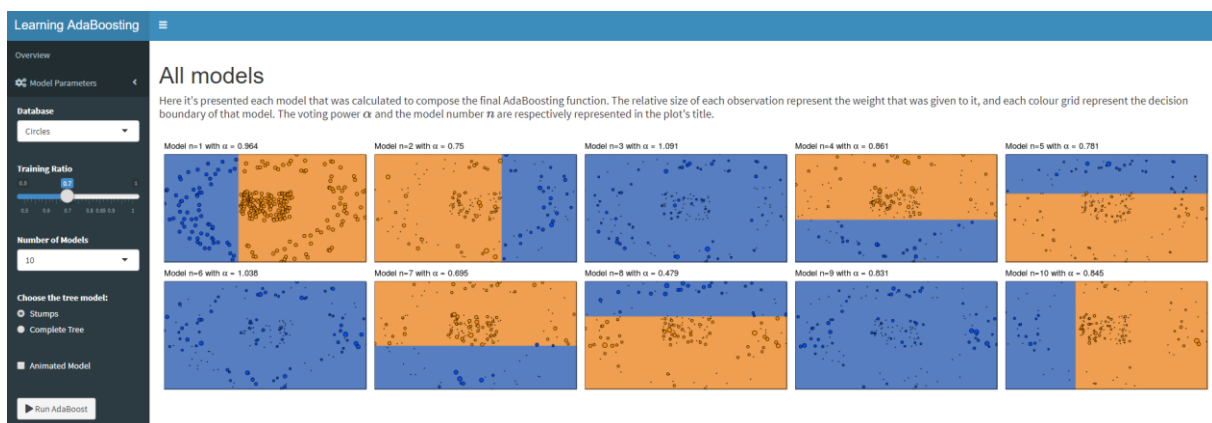 Learning AdaBoosting
Overview
Model Parameters
Database
Circles
Training Ratio
0.5 0.7 1
Number of Models
10
Choose the tree model:
Stumps
Complete Tree
Animated Model
Run AdaBoost
All models
Here it's presented each model that was calculated to compose the final AdaBoosting function. The relative size of each observation represent the weight that was given to it, and each colour grid represent the decision
boundary of that model. The voting power α and the model number n are respectively represented in the plot's title.
Model n=1 with α = 0.964
Model n=2 with α = 0.75
Model n=3 with α = 1.091
Model n=4 with α = 0.861
Model n=5 with α = 0.781
Model n=6 with α = 1.038
Model n=7 with α = 0.695
Model n=8 with α = 0.479
Model n=9 with α = 0.831
Model n=10 with α = 0.845